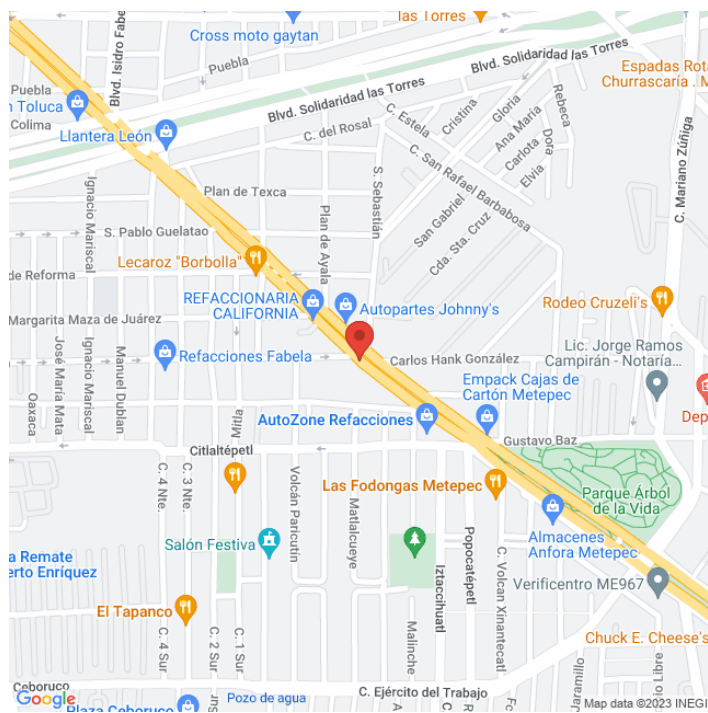 Cross moto gaytan
las Torres
Blvd. Isidro Fabe
Puebla
Puebla
Blvd. Solidaridad las Torres
Blvd. Solidaridad las Torres
Espadas Rota
Churrascaría . M
n Toluca
Colima
Llantera León
C. del Rosal
C. Estela
Cristina
Gloria
Ana María
Carlota
Elvia
Dora
Rebeca
C. Mariano Zúñiga
C. San Rafael Barbabosa
S. Sebastián
San Gabriel
Cda. Sta. Cruz
Ignacio Mariscal
Plan de Texca
Plan de Ayala
S. Pablo Guelatao
Lecaroz "Borbolla"
de Reforma
REFACCIONARIA
CALIFORNIA
Autopartes Johnny's
Rodeo Cruzeli's
Margarita Maza de Juárez
Refacciones Fabela
Carlos Hank González
Lic. Jorge Ramos
Campirán - Notaría...
Empack Cajas de
Cartón Metepec
Dep
Oaxaca
José María Mata
Ignacio Mariscal
Manuel Dublan
Mitla
AutoZone Refacciones
Gustavo Baz
Citlaltépetl
C. 4 Nte.
C. 3 Nte.
Volcán Paricutín
Matlalcueye
Las Fodongas Metepec
Parque Árbol
de la Vida
Almacenes
Anfora Metepec
Salón Festiva
a Remate
erto Enríquez
Iztaccihuatl
Popocatépetl
C. Volcan Xinantecatl
Verificentro ME967
El Tapanco
C. 4 Sur
C. 2 Sur
C. 1 Sur
Malinche
Chuck E. Cheese's
Jaramillo
io Libre
Ceboruco
Plaza Ceboruco
Pozo de agua
C. Ejército del Trabajo
Google
Map data ©2023 INEGI